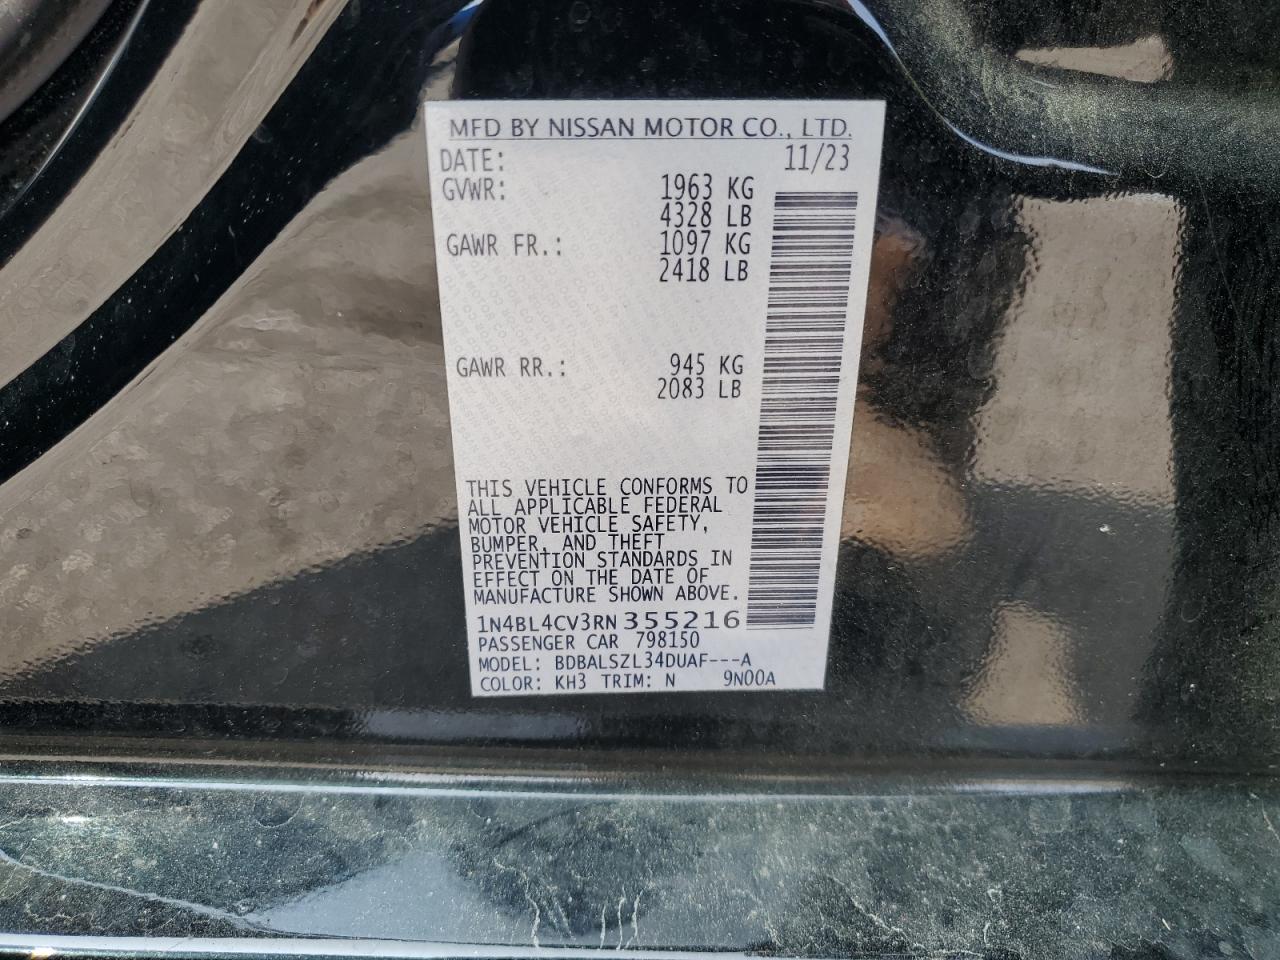 MFD BY NISSAN MOTOR CO., LTD.
DATE: 11/23
GVWR: 1963 KG
4328 LB
GAWR FR.: 1097 KG
2418 LB
GAWR RR.: 945 KG
2083 LB
THIS VEHICLE CONFORMS TO
ALL APPLICABLE FEDERAL
MOTOR VEHICLE SAFETY,
BUMPER, AND THEFT
PREVENTION STANDARDS IN
EFFECT ON THE DATE OF
MANUFACTURE SHOWN ABOVE.
1N4BL4CV3RN355216
PASSENGER CAR 798150
MODEL: BDBALSZL34DUAF---A
COLOR: KH3 TRIM: N 9N00A